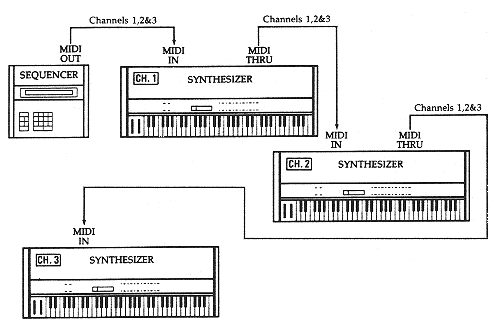 Channels 1,2&3
Channels 1,2&3
MIDI
OUT
MIDI
IN
MIDI
THRU
SEQUENCER
CH. 1
SYNTHESIZER
Channels 1,2&3
MIDI
IN
MIDI
THRU
CH. 2
SYNTHESIZER
MIDI
IN
CH. 3
SYNTHESIZER